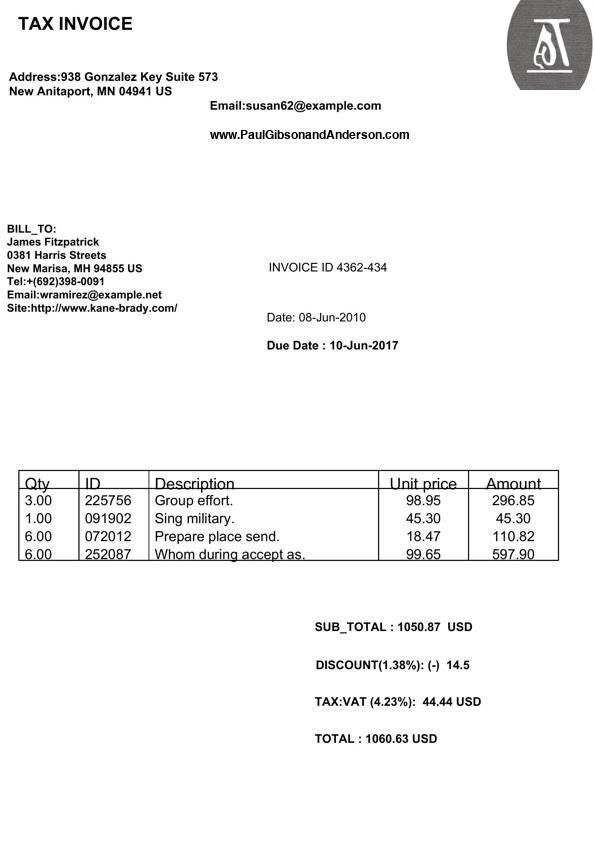 TAX INVOICE
Address:938 Gonzalez Key Suite 573
New Anitaport, MN 04941 US
Email:susan62@example.com
www.PaulGibsonandAnderson.com
BILL_TO:
James Fitzpatrick
0381 Harris Streets
New Marisa, MH 94855 US
Tel:+(692)398-0091
Email:wramirez@example.net
Site:http://www.kane-brady.com/
INVOICE ID 4362-434
Date: 08-Jun-2010
Due Date : 10-Jun-2017
Qty ID Description Unit price Amount
3.00 225756 Group effort. 98.95 296.85
1.00 091902 Sing military. 45.30 45.30
6.00 072012 Prepare place send. 18.47 110.82
6.00 252087 Whom during accept as. 99.65 597.90
SUB_TOTAL : 1050.87 USD
DISCOUNT(1.38%): (-) 14.5
TAX:VAT (4.23%): 44.44 USD
TOTAL : 1060.63 USD